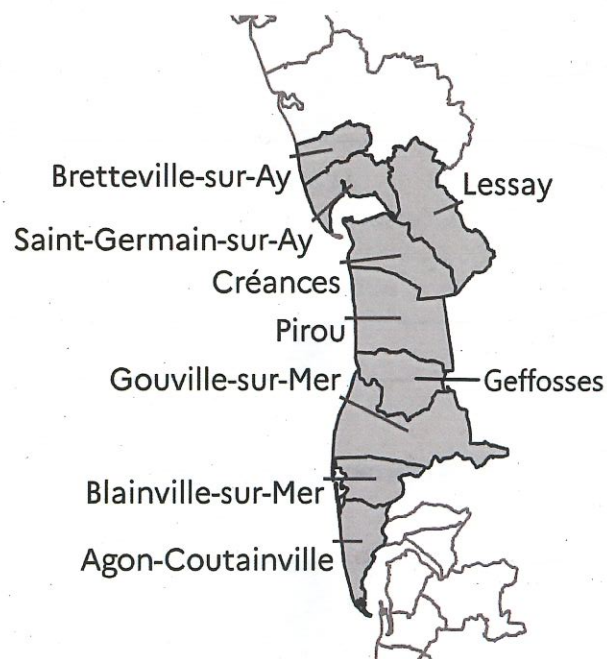 Bretteville-sur-Ay
Lessay
Saint-Germain-sur-Ay
Créances
Pirou
Gouville-sur-Mer
Geffosses
Blainville-sur-Mer
Agon-Coutainville